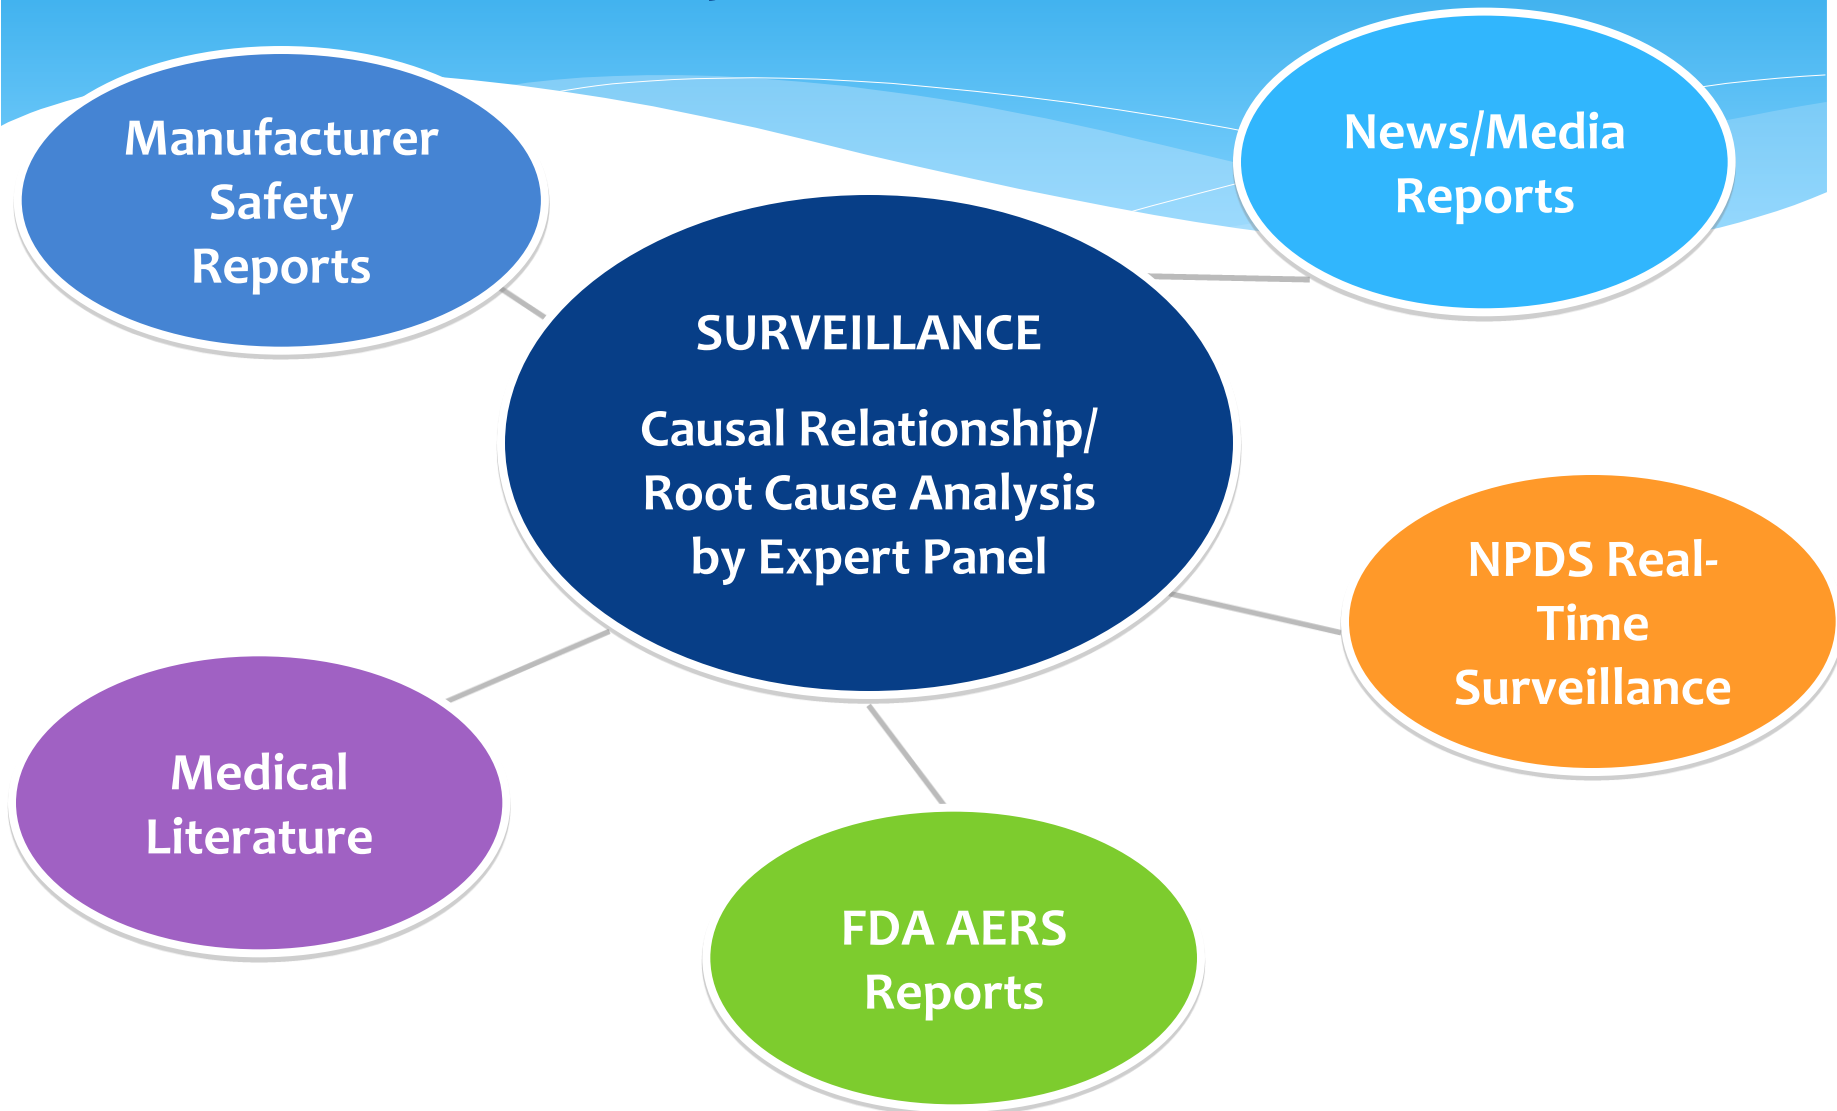 Manufacturer
Safety
Reports
News/Media
Reports
SURVEILLANCE
Causal Relationship/
Root Cause Analysis
by Expert Panel
NPDS Real-
Time
Surveillance
Medical
Literature
FDA AERS
Reports